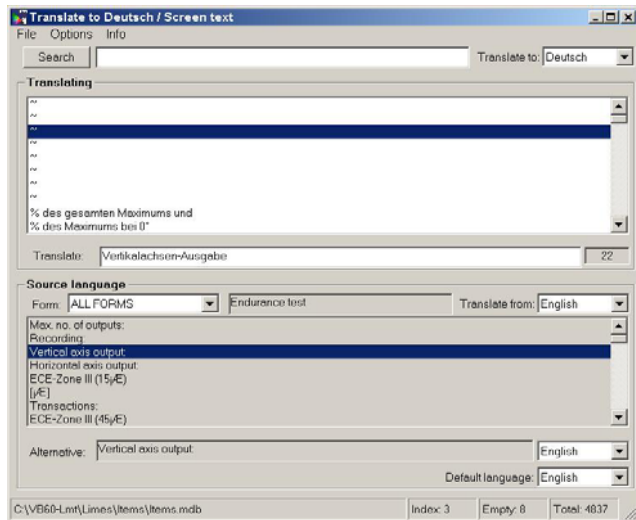 Translate to Deutsch / Screen text
File Options Info
Search Translate to: Deutsch
Translating
~
~
~
~
~
~
~
~
% des gesamten Maximums und
% des Maximums bei 0°
Translate: Vertikalachsen-Ausgabe 22
Source language
Form: ALL FORMS Endurance test Translate from: English
Max. no. of outputs:
Recording:
Vertical axis output:
Horizontal axis output:
ECE-Zone III (15µÆ)
[µÆ]
Transactions:
ECE-Zone III (45µÆ)
Alternative: Vertical axis output: English
Default language: English
C:\VB60-Lmt\Limes\Items\Items.mdb Index: 3 Empty: 8 Total: 4837